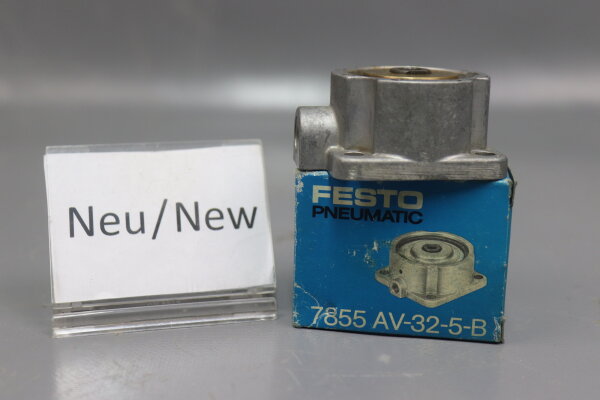 Neu/New
FESTO
PNEUMATIC
7855 AV-32-5-B